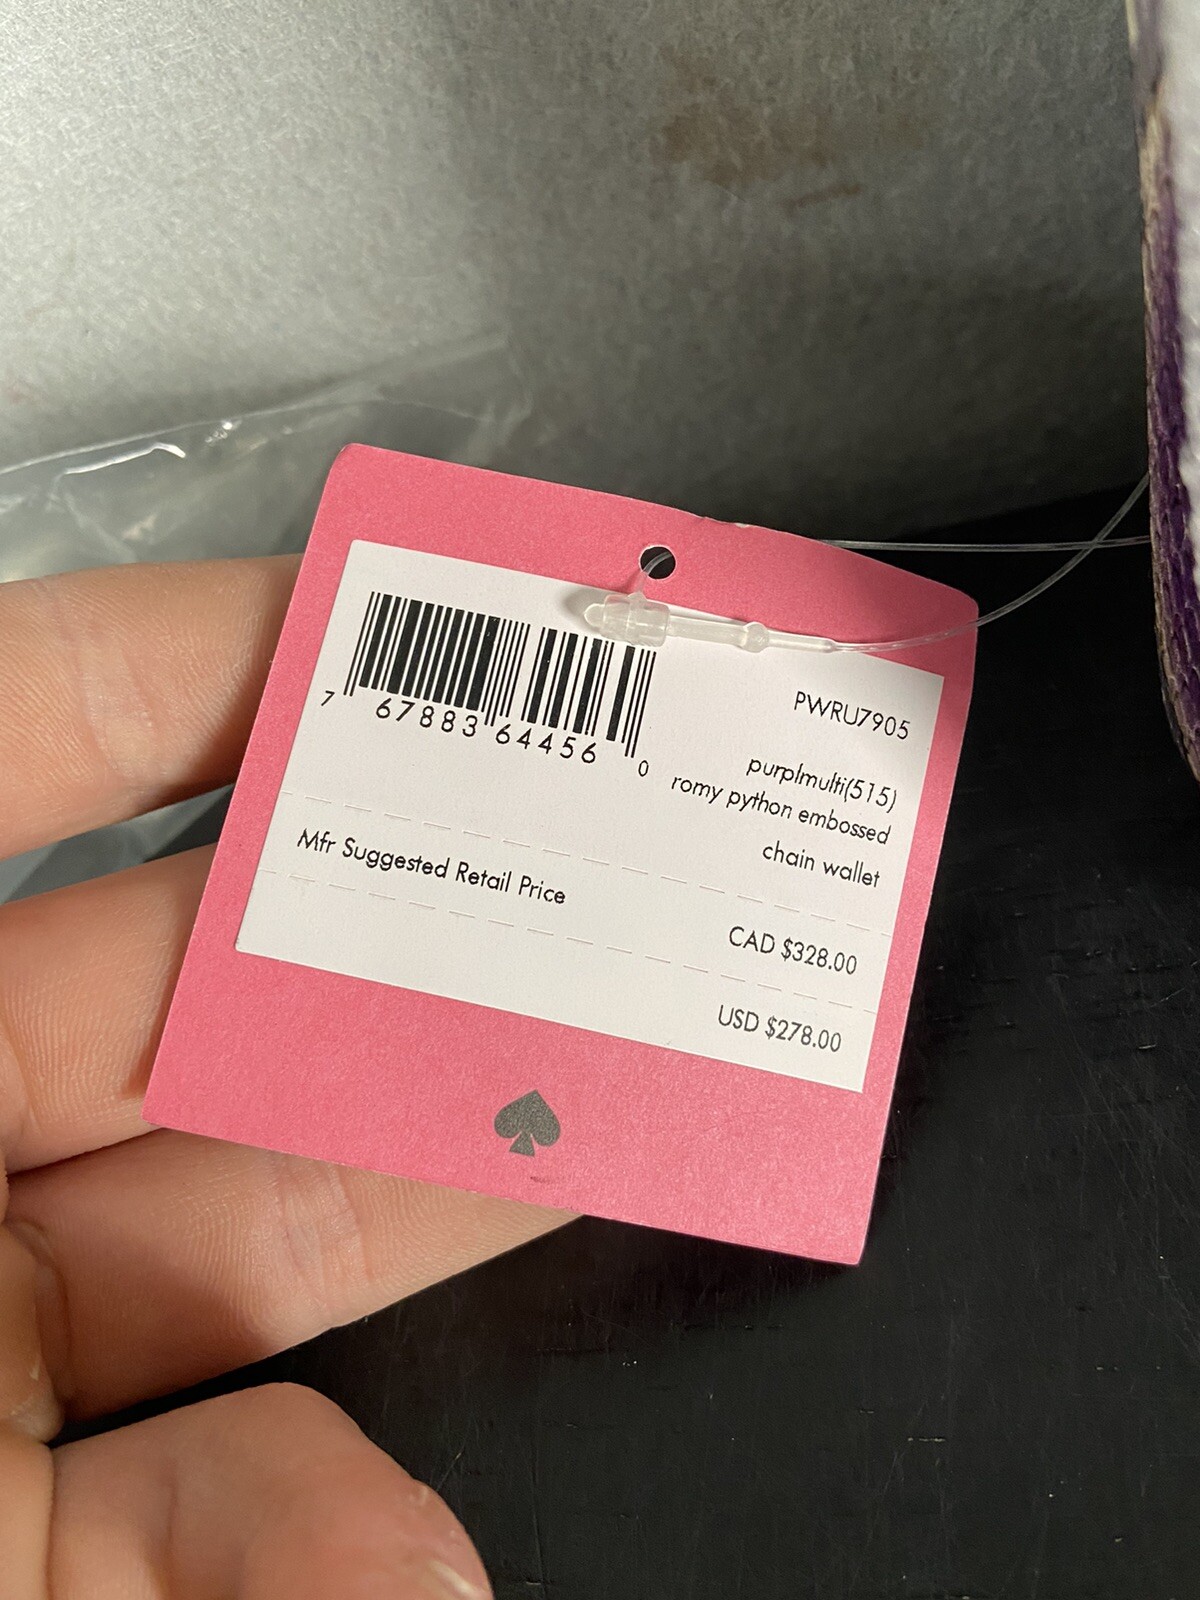 7 67883 64456 0
PWRU7905
purplmulti(515)
romy python embossed
chain wallet
Mfr Suggested Retail Price
CAD $328.00
USD $278.00